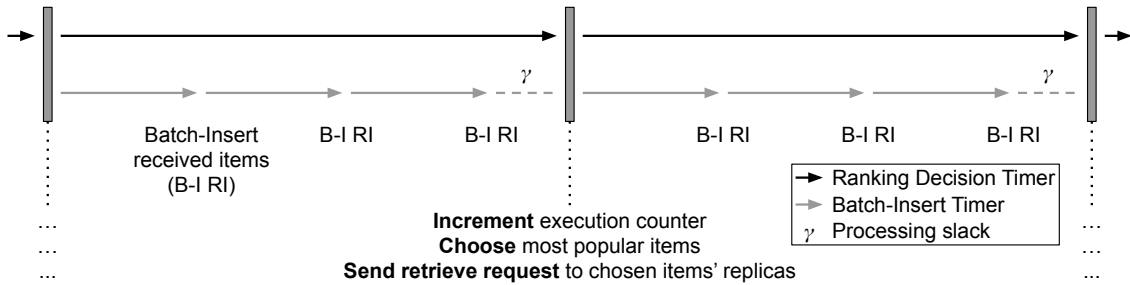 γ
γ
Batch-Insert
received items
(B-I RI)
B-I RI
B-I RI
B-I RI
B-I RI
B-I RI
Ranking Decision Timer
Batch-Insert Timer
γ Processing slack
... Increment execution counter ...
... Choose most popular items ...
... Send retrieve request to chosen items' replicas ...